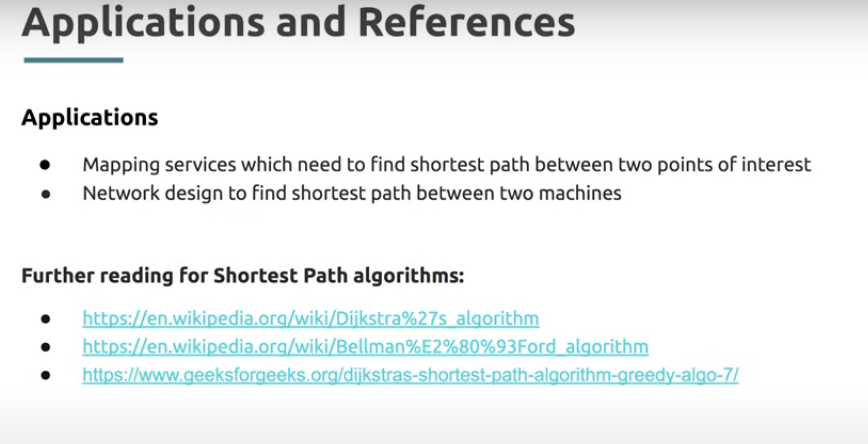 Applications and References
Applications
● Mapping services which need to find shortest path between two points of interest
● Network design to find shortest path between two machines
Further reading for Shortest Path algorithms:
● https://en.wikipedia.org/wiki/Dijkstra%27s_algorithm
● https://en.wikipedia.org/wiki/Bellman%E2%80%93Ford_algorithm
● https://www.geeksforgeeks.org/dijkstras-shortest-path-algorithm-greedy-algo-7/